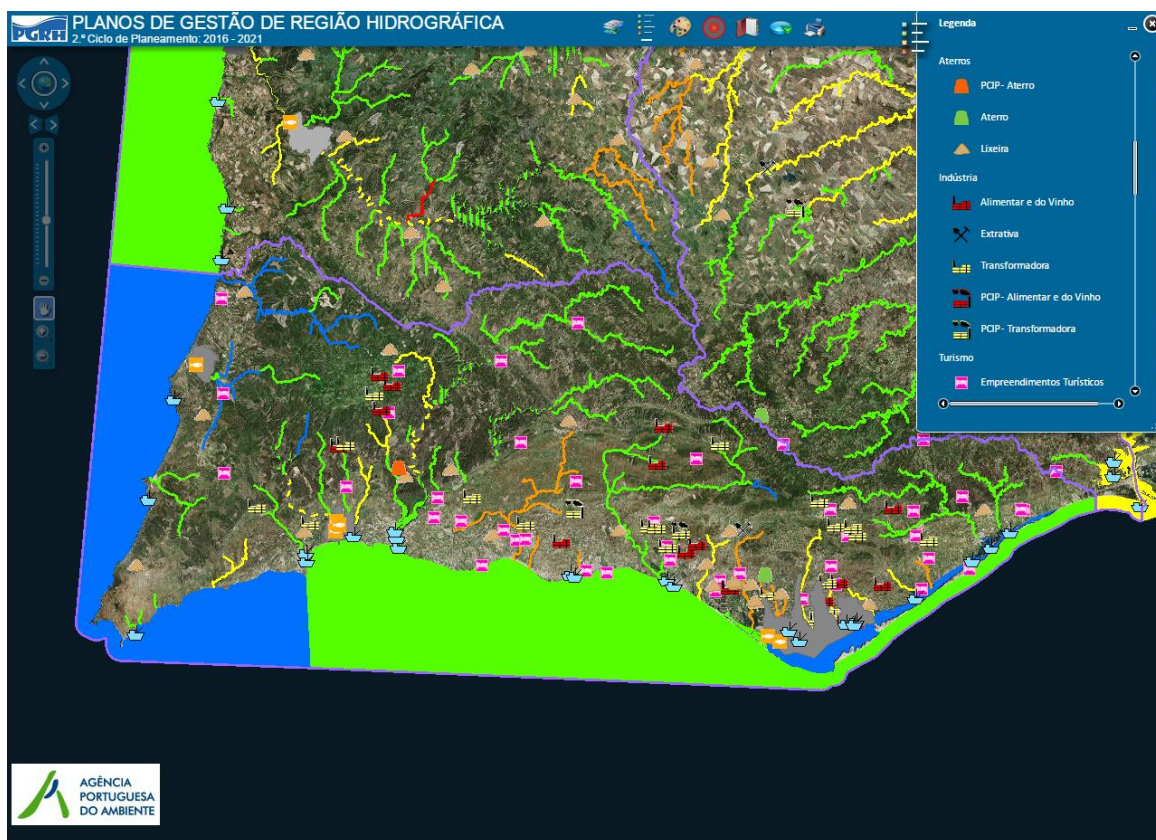 PGRH
PLANOS DE GESTÃO DE REGIÃO HIDROGRÁFICA
2.º Ciclo de Planeamento: 2016 - 2021
Legenda
Aterros
PCIP - Aterro
Aterro
Lixeira
Indústria
Alimentar e do Vinho
Extrativa
Transformadora
PCIP - Alimentar e do Vinho
PCIP - Transformadora
Turismo
Empreendimentos Turísticos
AGÊNCIA
PORTUGUESA
DO AMBIENTE